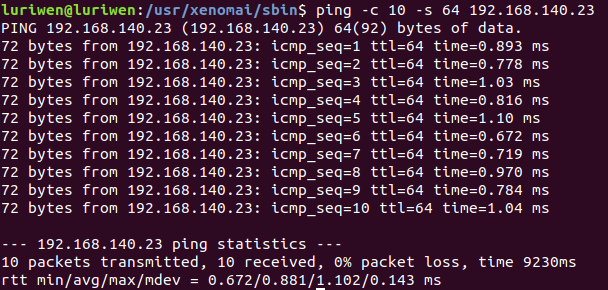 luriwen@luriwen:/usr/xenomai/sbin$ ping -c 10 -s 64 192.168.140.23
PING 192.168.140.23 (192.168.140.23) 64(92) bytes of data.
72 bytes from 192.168.140.23: icmp_seq=1 ttl=64 time=0.893 ms
72 bytes from 192.168.140.23: icmp_seq=2 ttl=64 time=0.778 ms
72 bytes from 192.168.140.23: icmp_seq=3 ttl=64 time=1.03 ms
72 bytes from 192.168.140.23: icmp_seq=4 ttl=64 time=0.816 ms
72 bytes from 192.168.140.23: icmp_seq=5 ttl=64 time=1.10 ms
72 bytes from 192.168.140.23: icmp_seq=6 ttl=64 time=0.672 ms
72 bytes from 192.168.140.23: icmp_seq=7 ttl=64 time=0.719 ms
72 bytes from 192.168.140.23: icmp_seq=8 ttl=64 time=0.970 ms
72 bytes from 192.168.140.23: icmp_seq=9 ttl=64 time=0.784 ms
72 bytes from 192.168.140.23: icmp_seq=10 ttl=64 time=1.04 ms
--- 192.168.140.23 ping statistics ---
10 packets transmitted, 10 received, 0% packet loss, time 9230ms
rtt min/avg/max/mdev = 0.672/0.881/1.102/0.143 ms